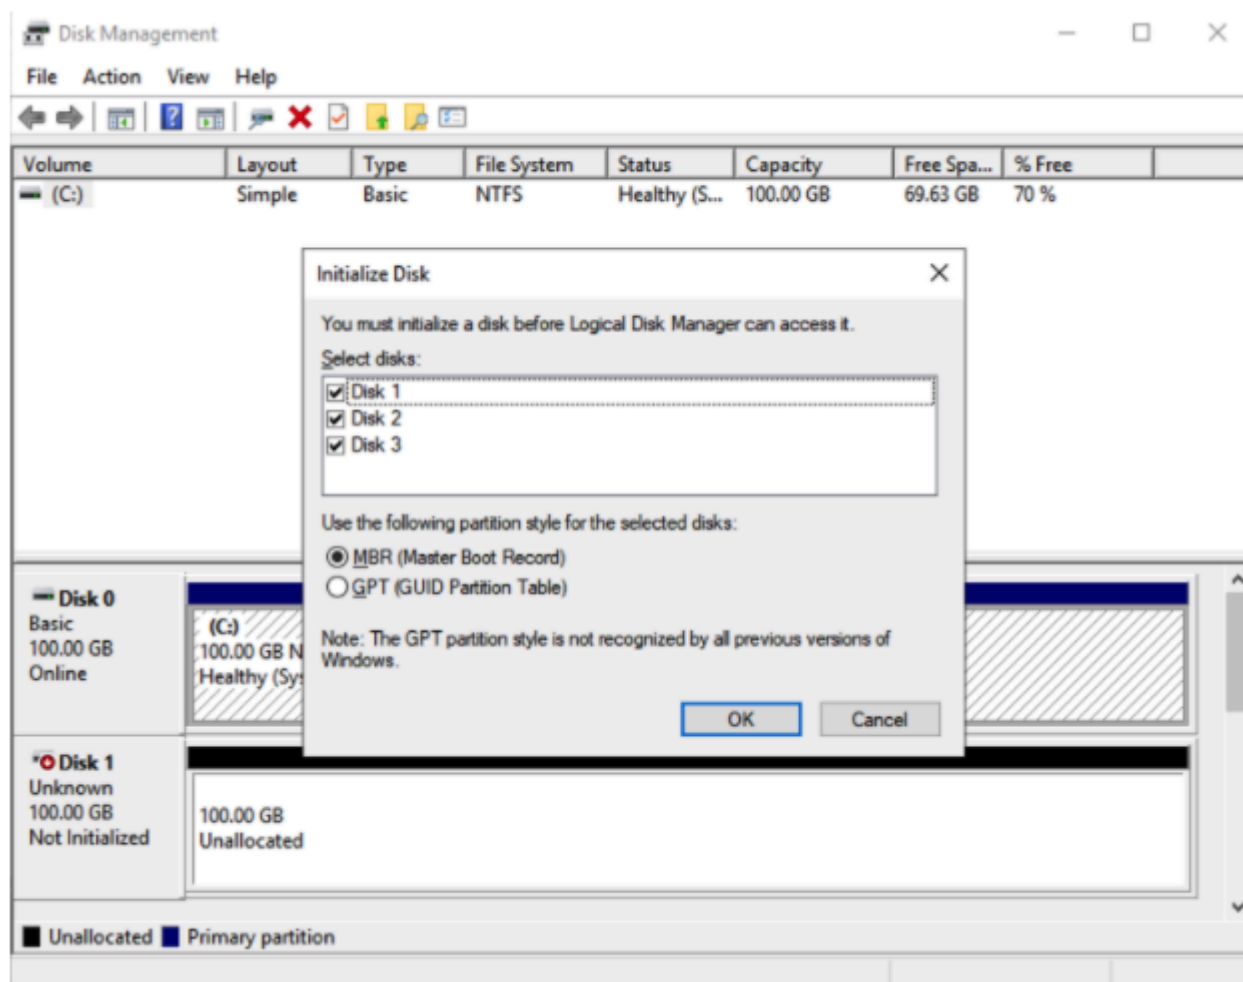 Disk Management
File Action View Help
Volume Layout Type File System Status Capacity Free Spa... % Free
(C:) Simple Basic NTFS Healthy (S... 100.00 GB 69.63 GB 70 %
Initialize Disk
You must initialize a disk before Logical Disk Manager can access it.
Select disks:
Disk 1
Disk 2
Disk 3
Use the following partition style for the selected disks:
MBR (Master Boot Record)
GPT (GUID Partition Table)
Note: The GPT partition style is not recognized by all previous versions of
Windows.
OK Cancel
Disk 0
Basic
100.00 GB
Online
(C:)
100.00 GB N
Healthy (Sys
Disk 1
Unknown
100.00 GB
Not Initialized
100.00 GB
Unallocated
Unallocated Primary partition